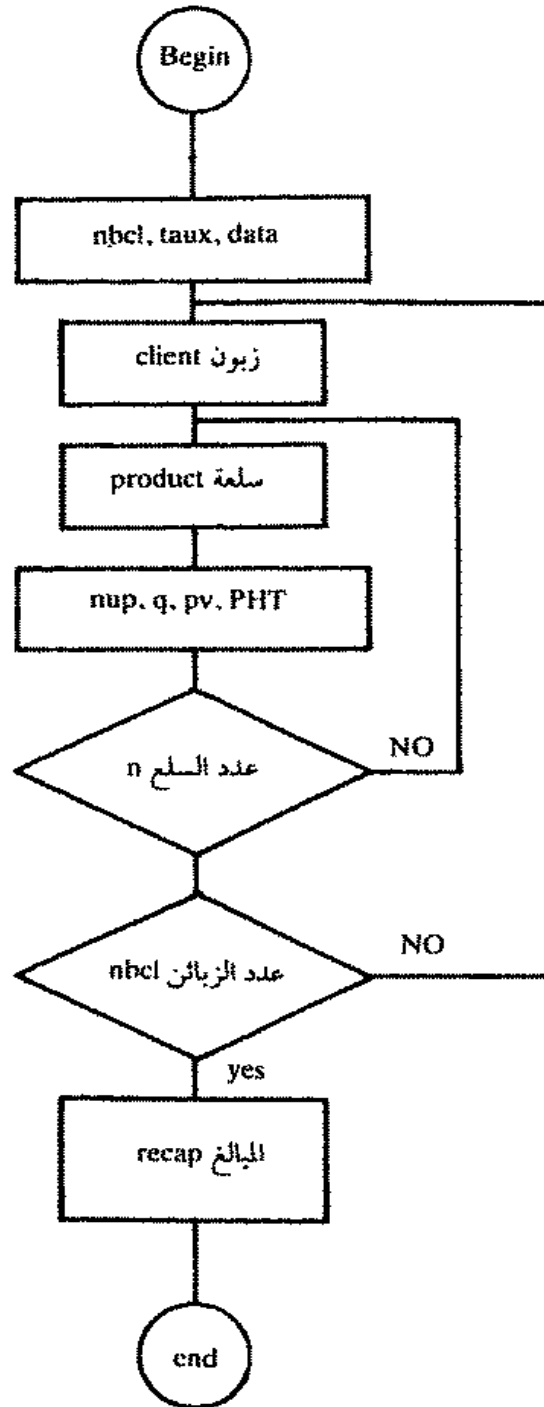 Begin
nbcl, taux, data
client زبون
product سلعة
nup, q, pv, PHT
n عدد السلع
NO
nbcl عدد الزبائن
NO
yes
recap المبالغ
end